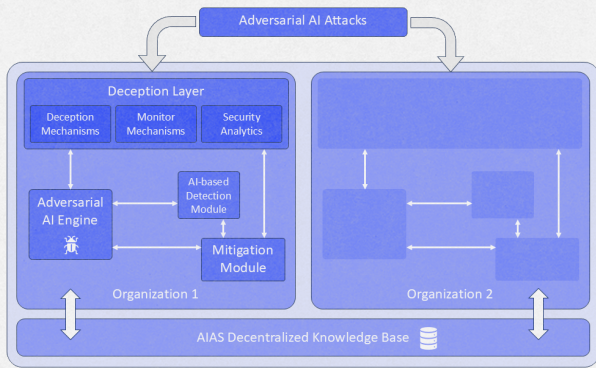 Adversarial AI Attacks
Deception Layer
Deception
Mechanisms
Monitor
Mechanisms
Security
Analytics
AI-based
Detection
Module
Adversarial
AI Engine
Mitigation
Module
Organization 1
Organization 2
AIAS Decentralized Knowledge Base